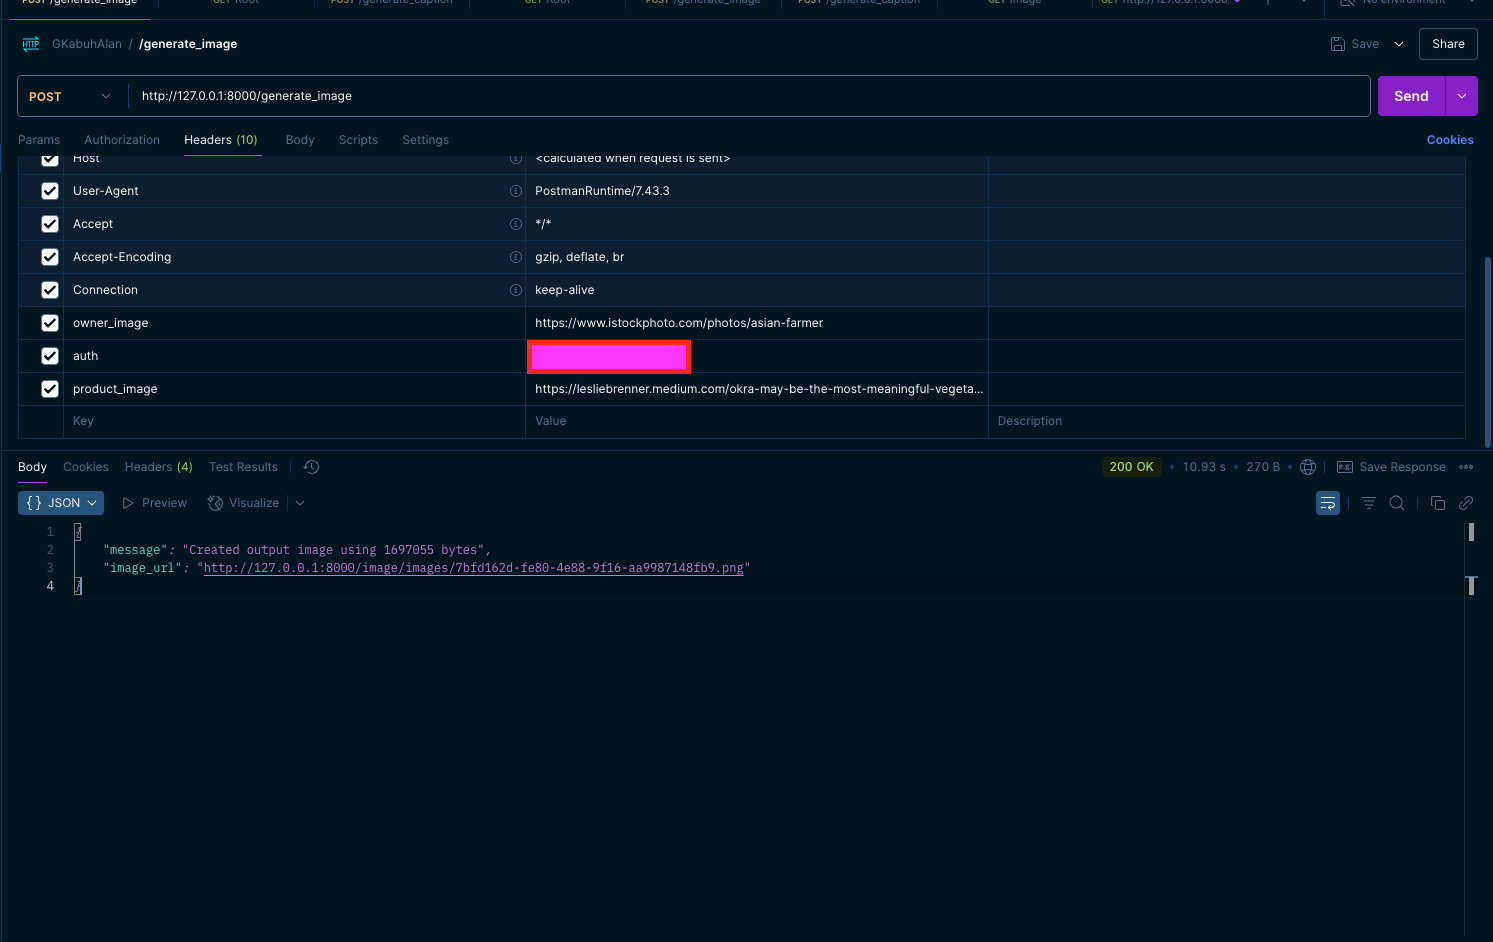 POST /generate_image GET Root POST /generate_caption GET Root POST /generate_image POST /generate_caption GET Image GET http://127.0.0.1:8000/ No environment
HTTP GKabuhAlan / /generate_image Save Share
POST http://127.0.0.1:8000/generate_image Send
Params Authorization Headers (10) Body Scripts Settings Cookies
Host <calculated when request is sent>
User-Agent PostmanRuntime/7.43.3
Accept */*
Accept-Encoding gzip, deflate, br
Connection keep-alive
owner_image https://www.istockphoto.com/photos/asian-farmer
auth
product_image https://lesliebrenner.medium.com/okra-may-be-the-most-meaningful-vegeta...
Key Value Description
Body Cookies Headers (4) Test Results 200 OK • 10.93 s • 270 B • e.g. Save Response
{} JSON Preview Visualize
1 {
2 "message": "Created output image using 1697055 bytes",
3 "image_url": "http://127.0.0.1:8000/image/images/7bfd162d-fe80-4e88-9f16-aa9987148fb9.png"
4 }